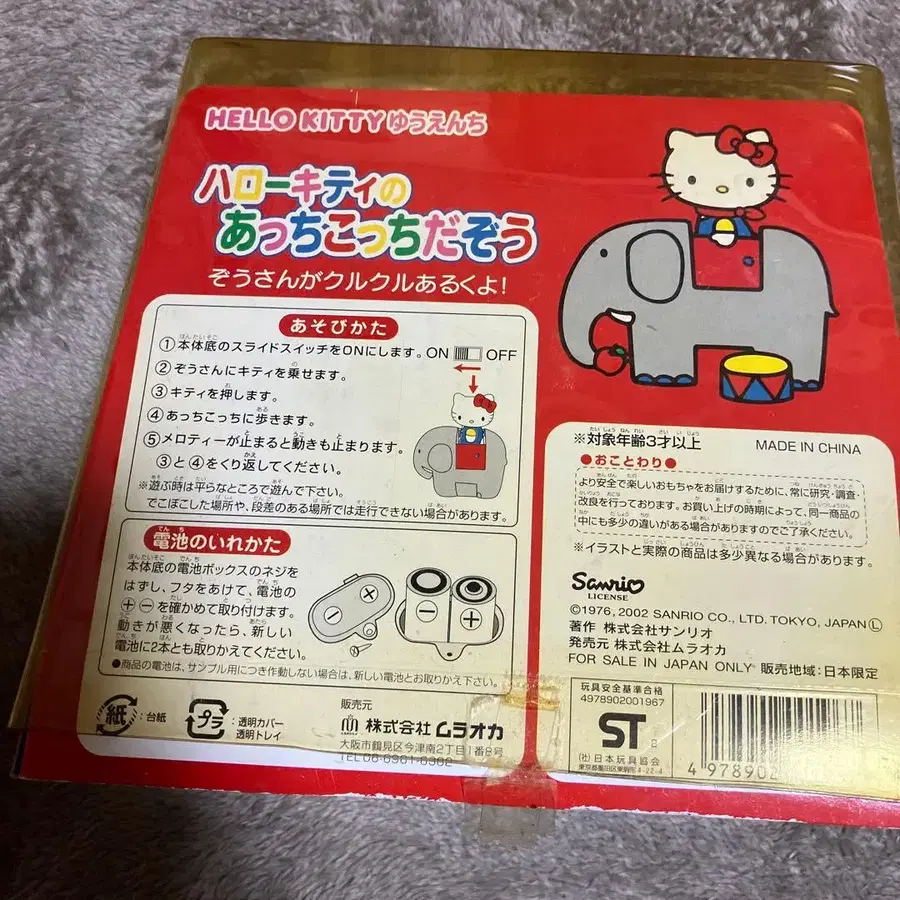 HELLO KITTY ゆうえんち
ハローキティの
あっちこっちだぞう
ぞうさんがクルクルあるくよ!
あそびかた
①本体底のスライドスイッチをONにします。 ON OFF
②ぞうさんにキティを乗せます。
③キティを押します。
④あっちこっちに歩きます。
⑤メロディーが止まると動きも止まります。
③と④をくり返してください。
※遊ぶ時は平らなところで遊んで下さい。
でこぼこした場所や、段差のある場所では走行できない場合があります。
電池のいれかた
本体底の電池ボックスのネジを
はずし、フタをあけて、電池の
⊕⊖を確かめて取り付けます。
動きが悪くなったら、新しい
電池に2本ともとりかえてください。
●商品の電池は、サンプル用につき作動しない場合は、新しい電池とお取りかえ下さい。
紙 :台紙
プラ :透明カバー
透明トレイ
販売元
株式会社ムラオカ
大阪市鶴見区今津南2丁目1番8号
TEL06-6961-6982
※対象年齢3才以上 MADE IN CHINA
●おことわり●
より安全で楽しいおもちゃをお届けするために、常に研究・調査・
改良を行っております。お買い上げの時期によって、同一商品の
中にも多少の違いがある場合がありますのでご了承ください。
※イラストと実際の商品は多少異なる場合があります。
Sanrio
LICENSE
©1976, 2002 SANRIO CO., LTD. TOKYO, JAPAN Ⓛ
著作 株式会社サンリオ
発売元 株式会社ムラオカ
FOR SALE IN JAPAN ONLY 販売地域:日本限定
玩具安全基準合格
4978902001967
ST
(社)日本玩具協会
東京都墨田区東駒形4-22-4
4 978902